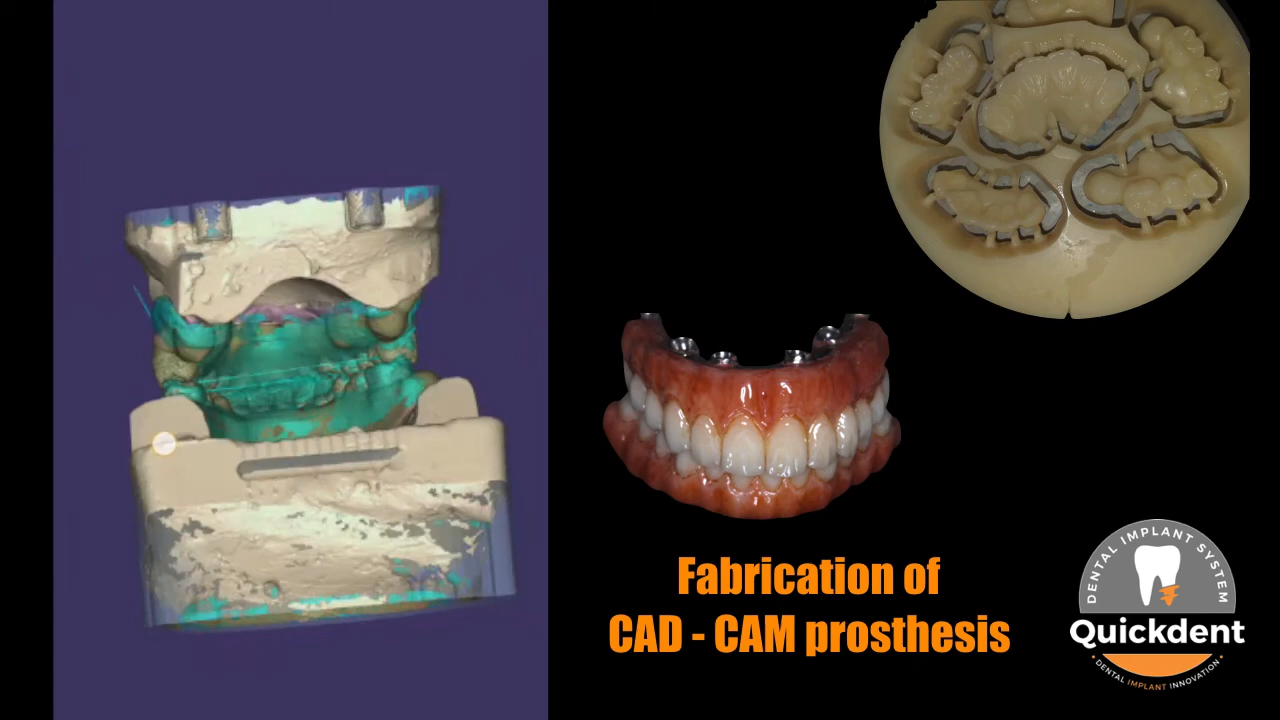 Fabrication of
CAD - CAM prosthesis
DENTAL IMPLANT SYSTEM
Quickdent
• DENTAL IMPLANT INNOVATION •